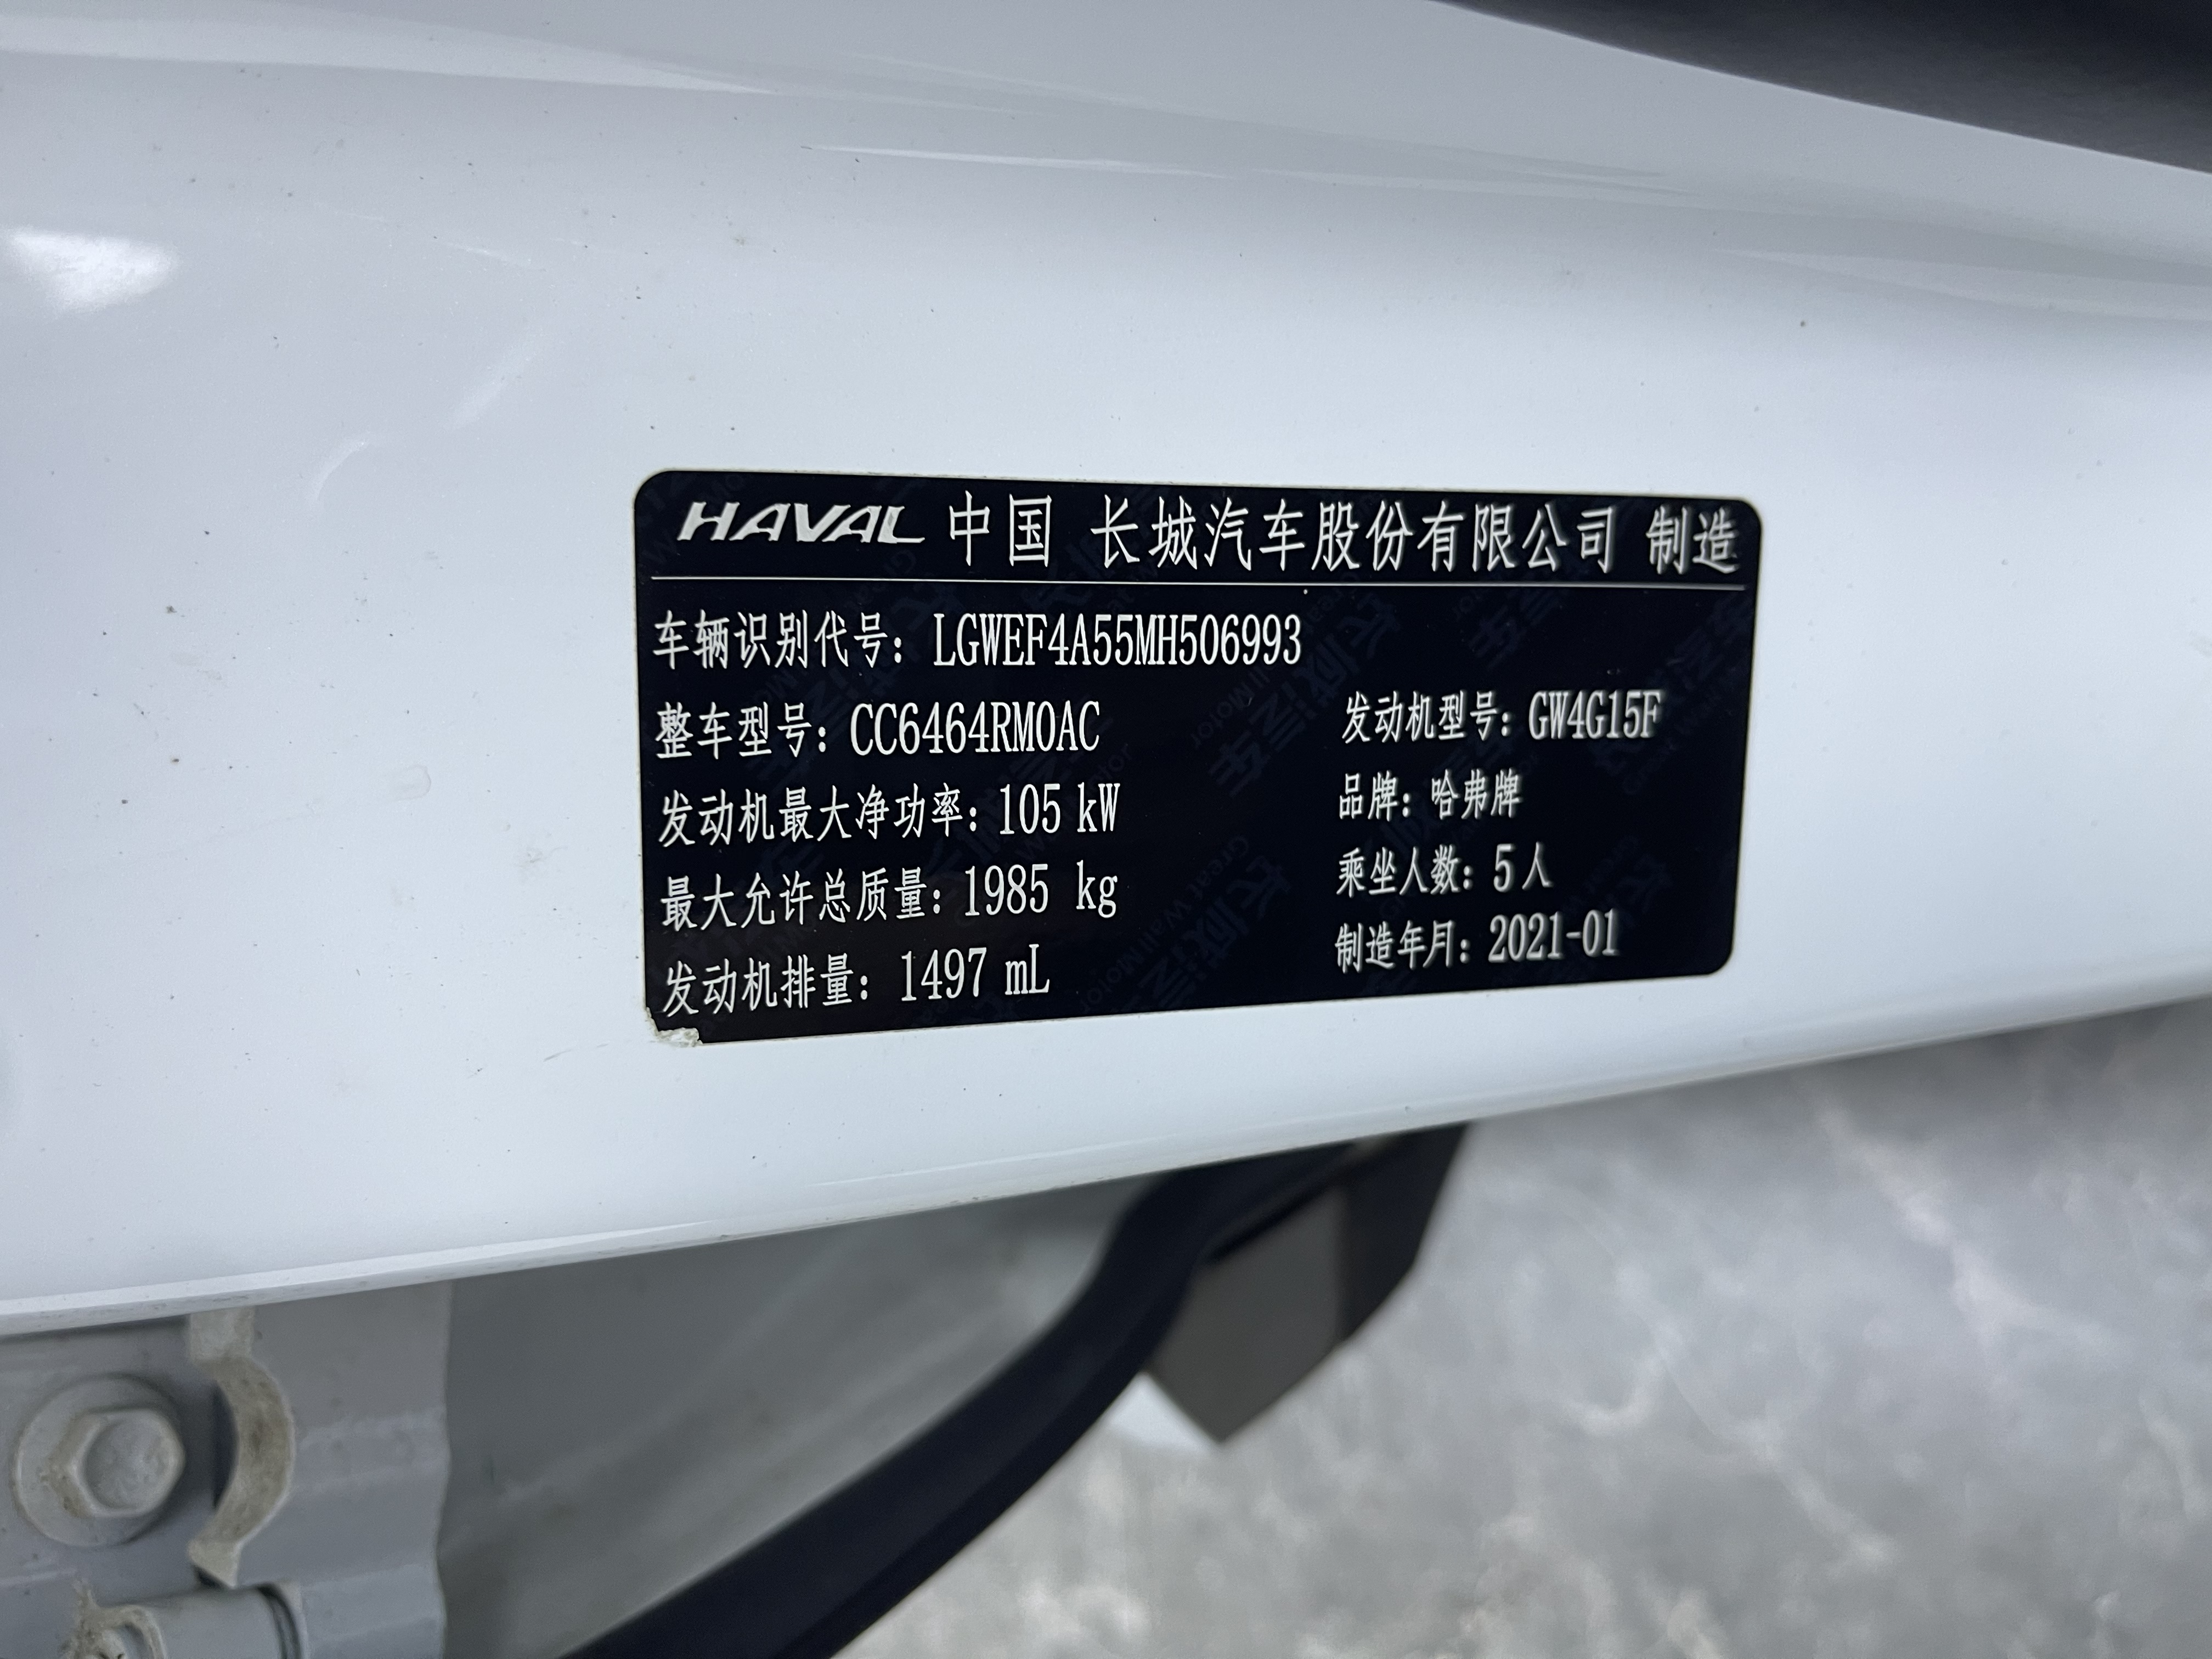 HAVAL 中国 长城汽车股份有限公司 制造
车辆识别代号：LGWEF4A55MH506993
整车型号：CC6464RM0AC 发动机型号：GW4G15F
发动机最大净功率：105 kW 品牌：哈弗牌
最大允许总质量：1985 kg 乘坐人数：5人
发动机排量：1497 mL 制造年月：2021-01